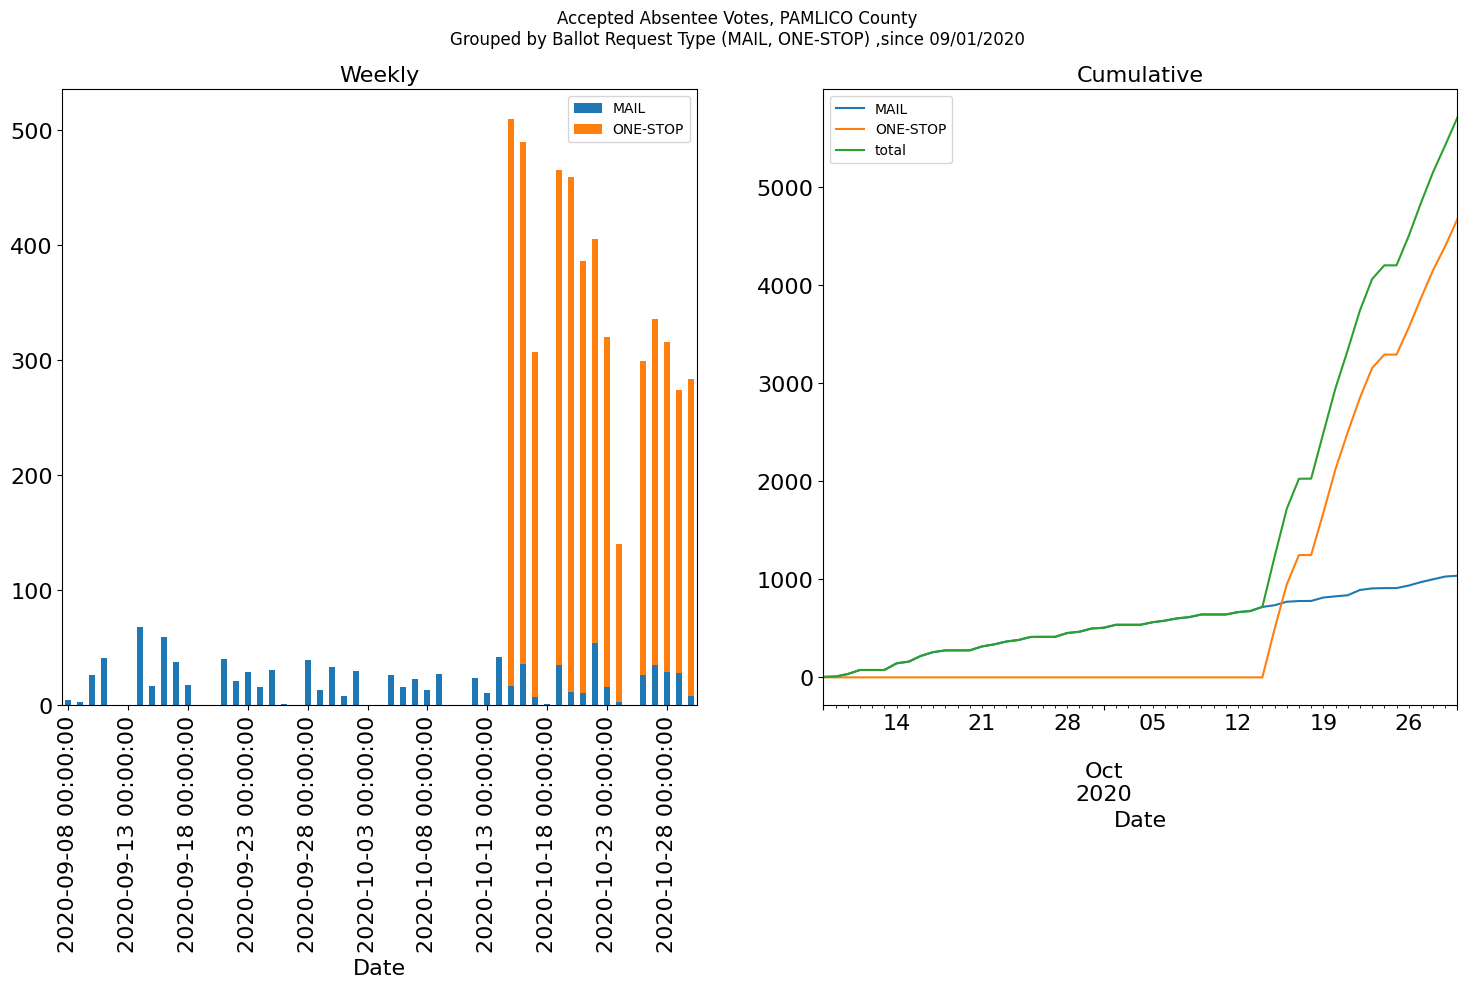 Accepted Absentee Votes, PAMLICO County
Grouped by Ballot Request Type (MAIL, ONE-STOP) ,since 09/01/2020
Weekly
MAIL
ONE-STOP
500
400
300
200
100
0
2020-09-08 00:00:00
2020-09-13 00:00:00
2020-09-18 00:00:00
2020-09-23 00:00:00
2020-09-28 00:00:00
2020-10-03 00:00:00
2020-10-08 00:00:00
2020-10-13 00:00:00
2020-10-18 00:00:00
2020-10-23 00:00:00
2020-10-28 00:00:00
Date
Cumulative
MAIL
ONE-STOP
total
5000
4000
3000
2000
1000
0
14 21 28 05 12 19 26
Oct
2020
Date